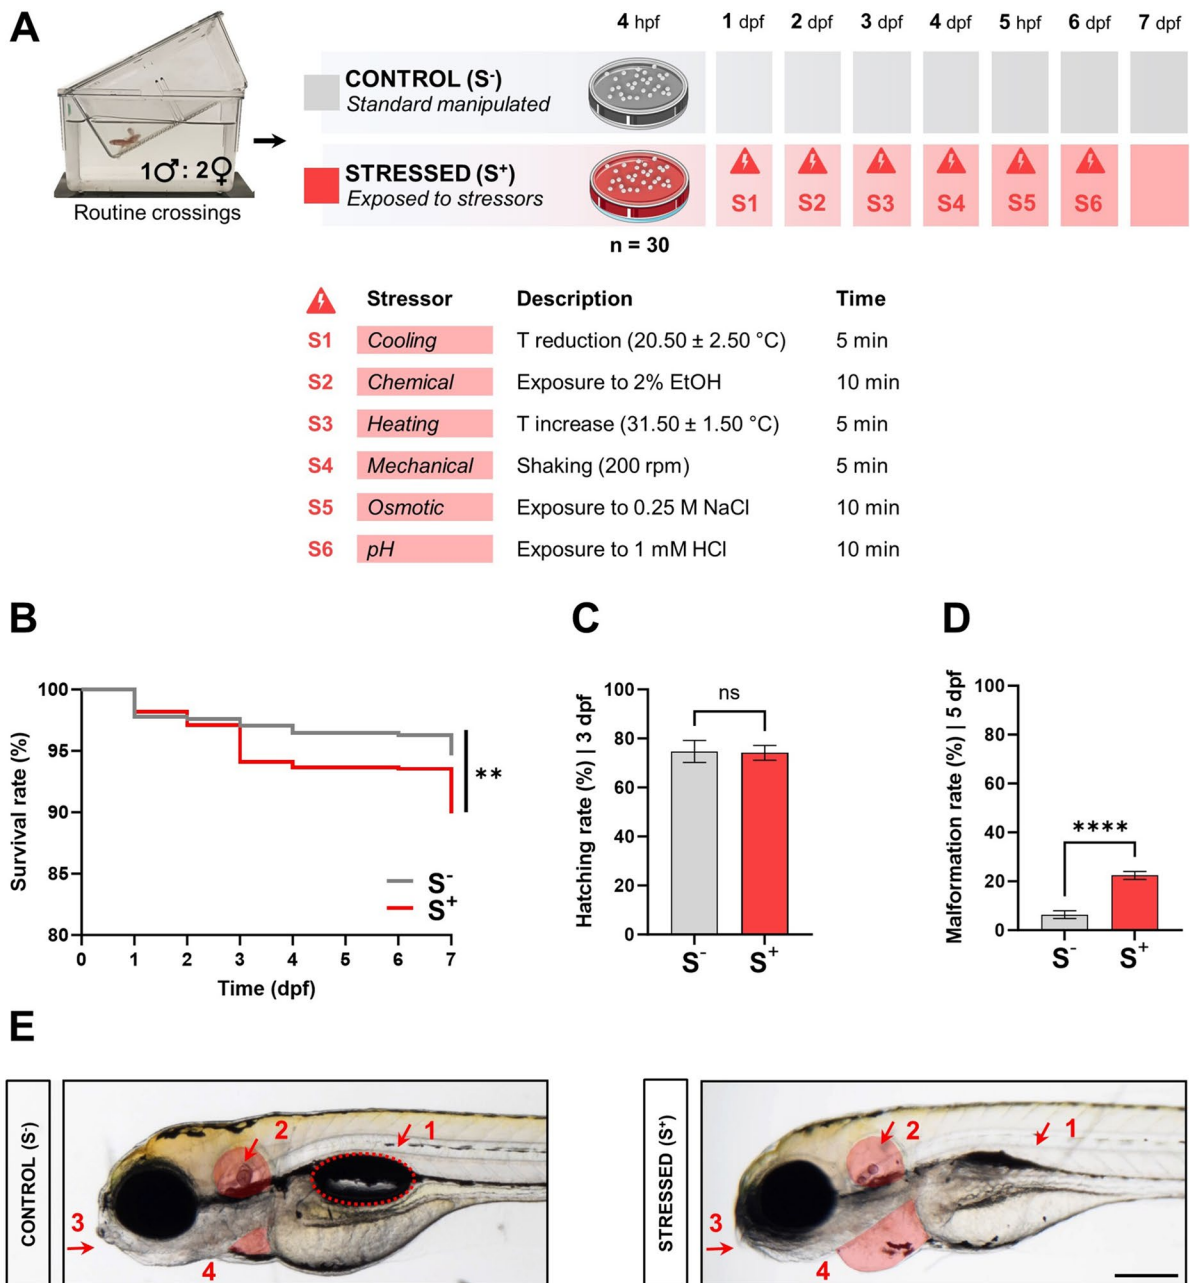 A
4 hpf 1 dpf 2 dpf 3 dpf 4 dpf 5 hpf 6 dpf 7 dpf
CONTROL (S⁻)
Standard manipulated
1♂: 2♀
Routine crossings
STRESSED (S⁺)
Exposed to stressors
S1 S2 S3 S4 S5 S6
n = 30
Stressor Description Time
S1 Cooling T reduction (20.50 ± 2.50 °C) 5 min
S2 Chemical Exposure to 2% EtOH 10 min
S3 Heating T increase (31.50 ± 1.50 °C) 5 min
S4 Mechanical Shaking (200 rpm) 5 min
S5 Osmotic Exposure to 0.25 M NaCl 10 min
S6 pH Exposure to 1 mM HCl 10 min
B
Survival rate (%)
100
95
90
85
80
0 1 2 3 4 5 6 7
Time (dpf)
**
S⁻
S⁺
C
Hatching rate (%) | 3 dpf
100
80
60
40
20
0
ns
S⁻ S⁺
D
Malformation rate (%) | 5 dpf
100
80
60
40
20
0
****
S⁻ S⁺
E
CONTROL (S⁻)
2 1
3
4
STRESSED (S⁺)
2 1
3
4